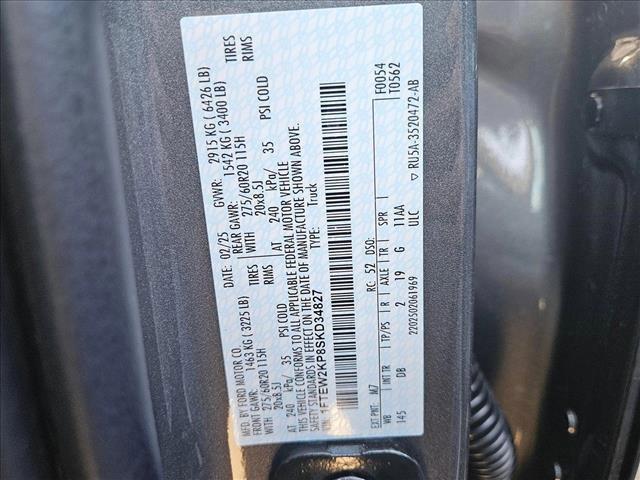 MFD. BY FORD MOTOR CO.
DATE: 02/25 GVWR: 2915 KG ( 6426 LB)
FRONT GAWR: 1463 KG ( 3225 LB) REAR GAWR: 1542 KG ( 3400 LB)
WITH 275/60R20 115H TIRES WITH 275/60R20 115H TIRES
20x8.5J RIMS 20x8.5J RIMS
AT 240 kPa/ 35 PSI COLD AT 240 kPa/ 35 PSI COLD
THIS VEHICLE CONFORMS TO ALL APPLICABLE FEDERAL MOTOR VEHICLE
SAFETY STANDARDS IN EFFECT ON THE DATE OF MANUFACTURE SHOWN ABOVE.
VIN: 1FTEW2KP8SKD34827 TYPE: Truck
F0054
T0562
EXT PNT: M7 RC: 52 DSO:
WB INT TR TP/PS R AXLE TR SPR
145 DB 2 19 G 11AA
ULC
2202502061969 RU5A-3520472-AB